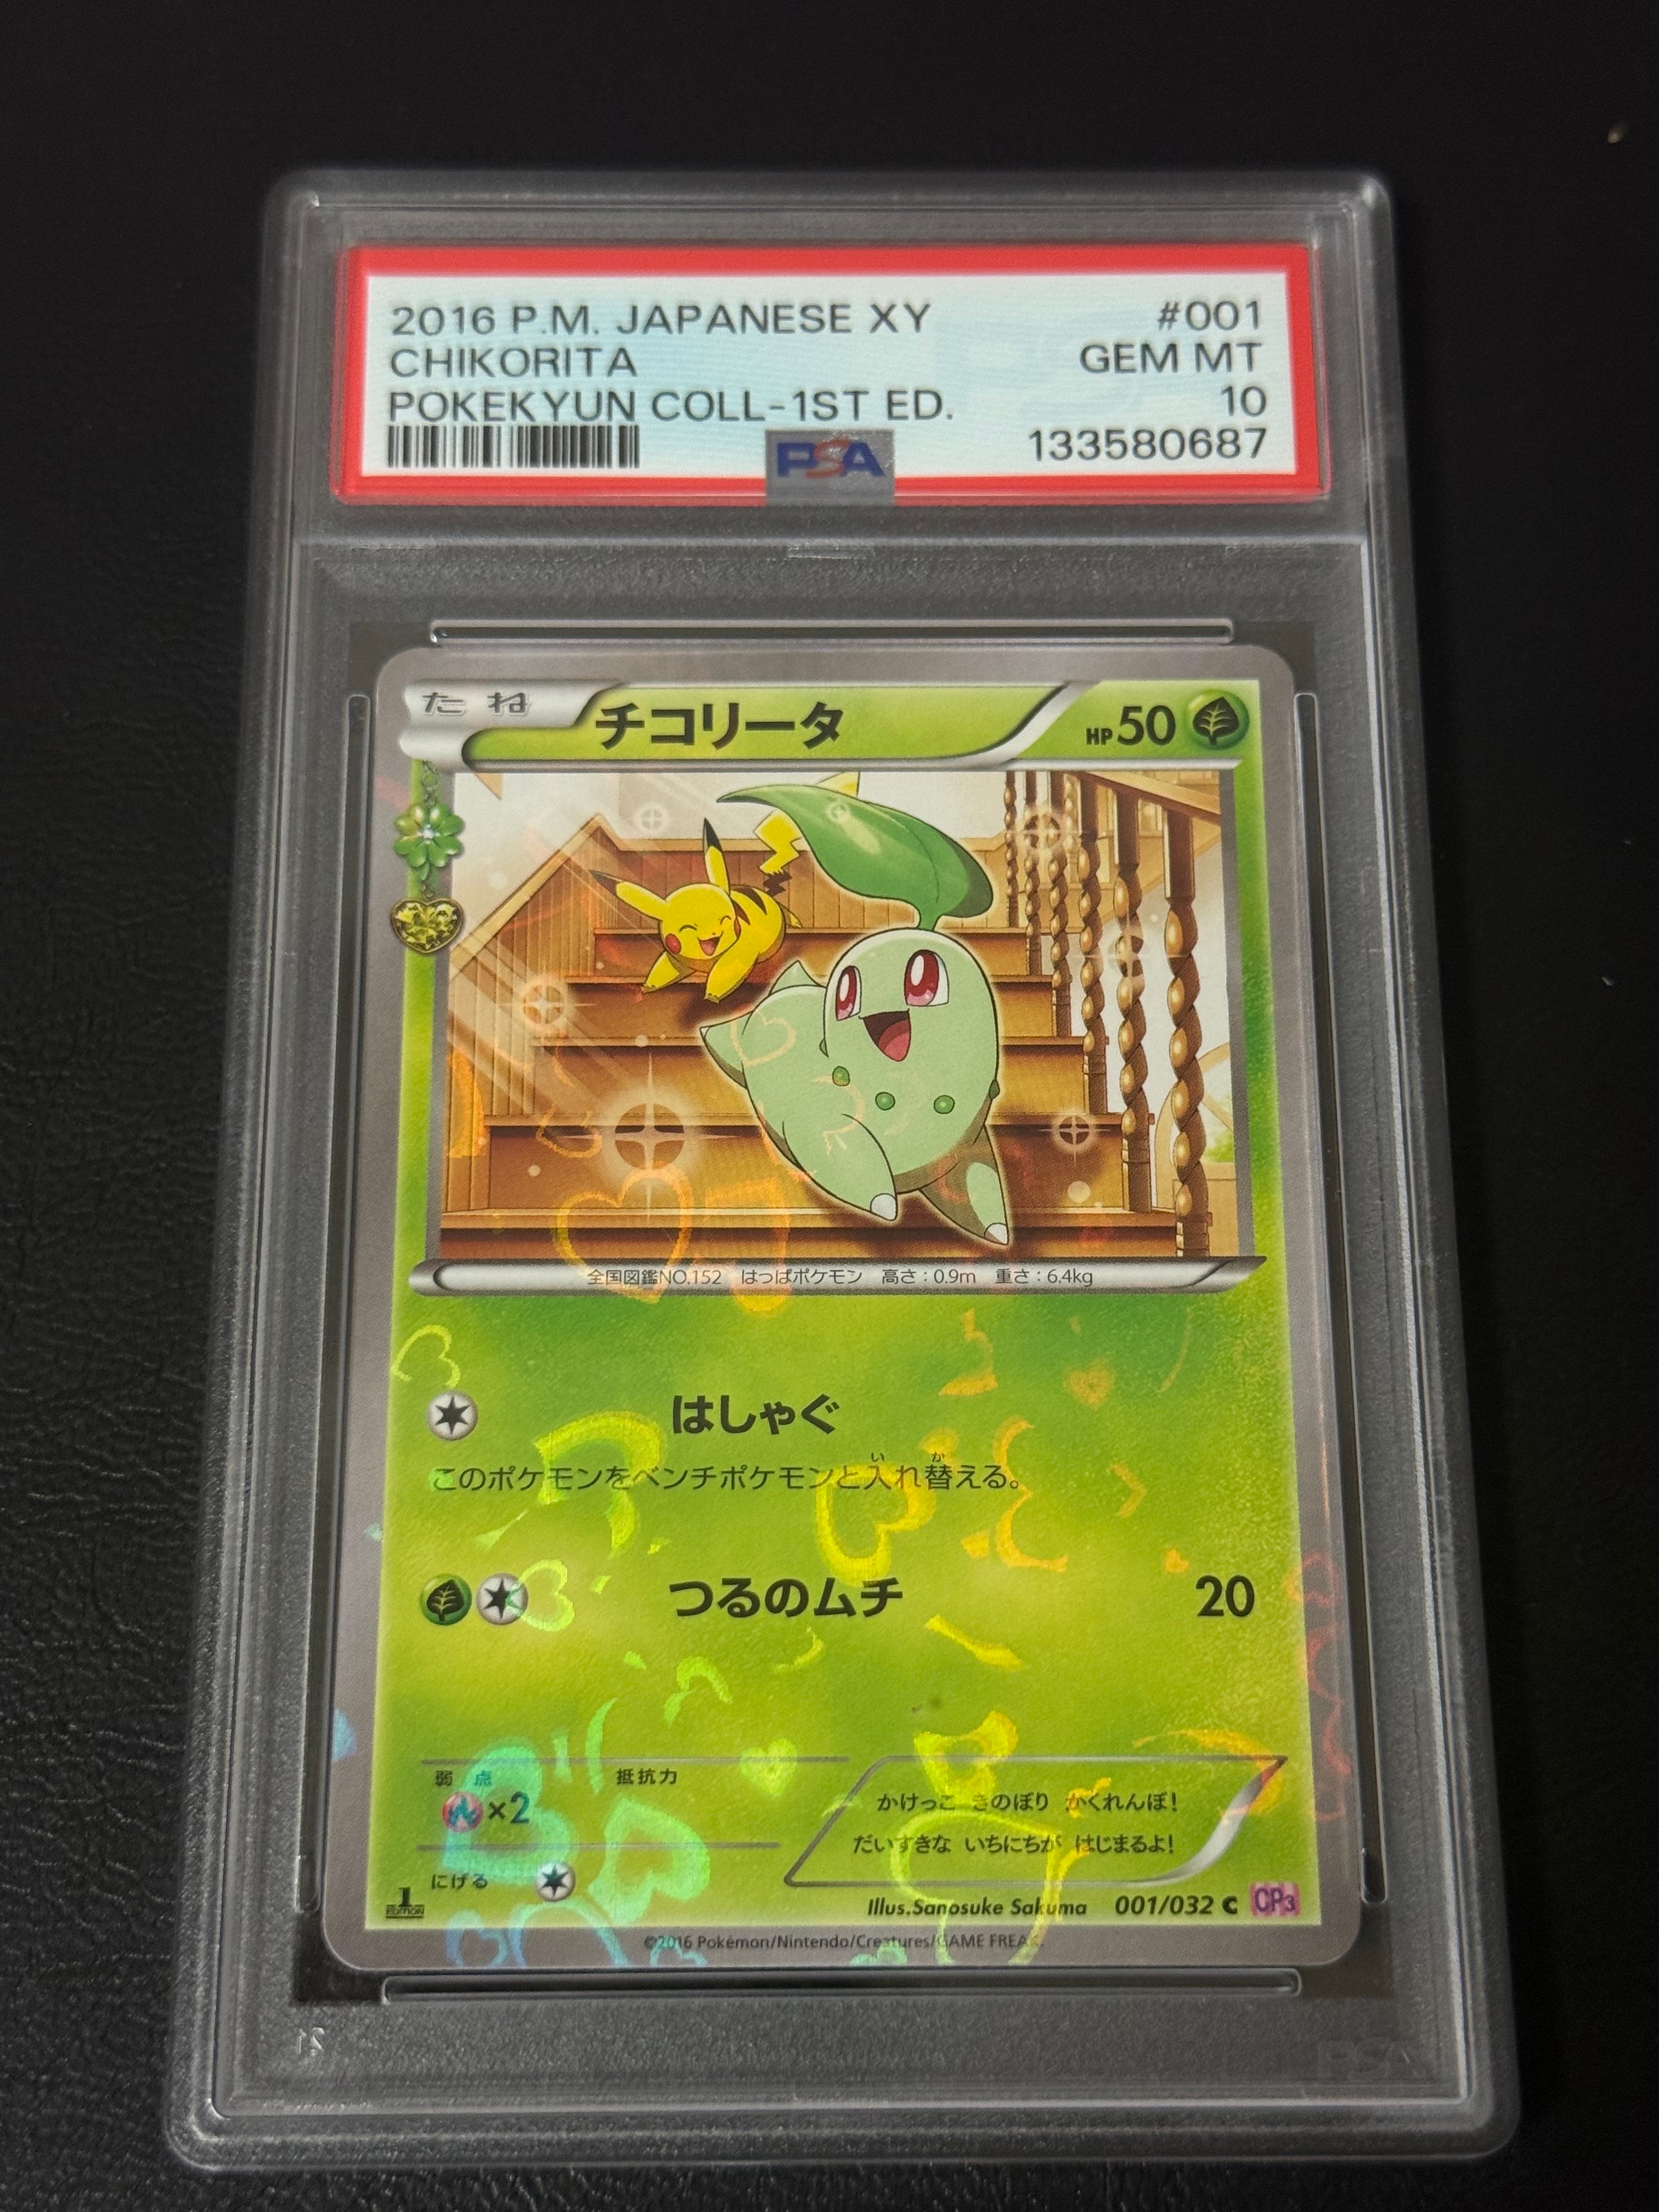 2016 P.M. JAPANESE XY #001
CHIKORITA GEM MT
POKEKYUN COLL-1ST ED. 10
PSA 133580687
たね チコリータ HP50
全国図鑑NO.152 はっぱポケモン 高さ:0.9m 重さ:6.4kg
はしゃぐ
このポケモンをベンチポケモンと入れ替える。
つるのムチ 20
弱点 抵抗力
×2
かけっこ きのぼり かくれんぼ!
だいすきな いちにちが はじまるよ!
にげる
1 EDITION
Illus.Sanosuke Sakuma 001/032 C CP3
©2016 Pokémon/Nintendo/Creatures/GAME FREAK.
PSA